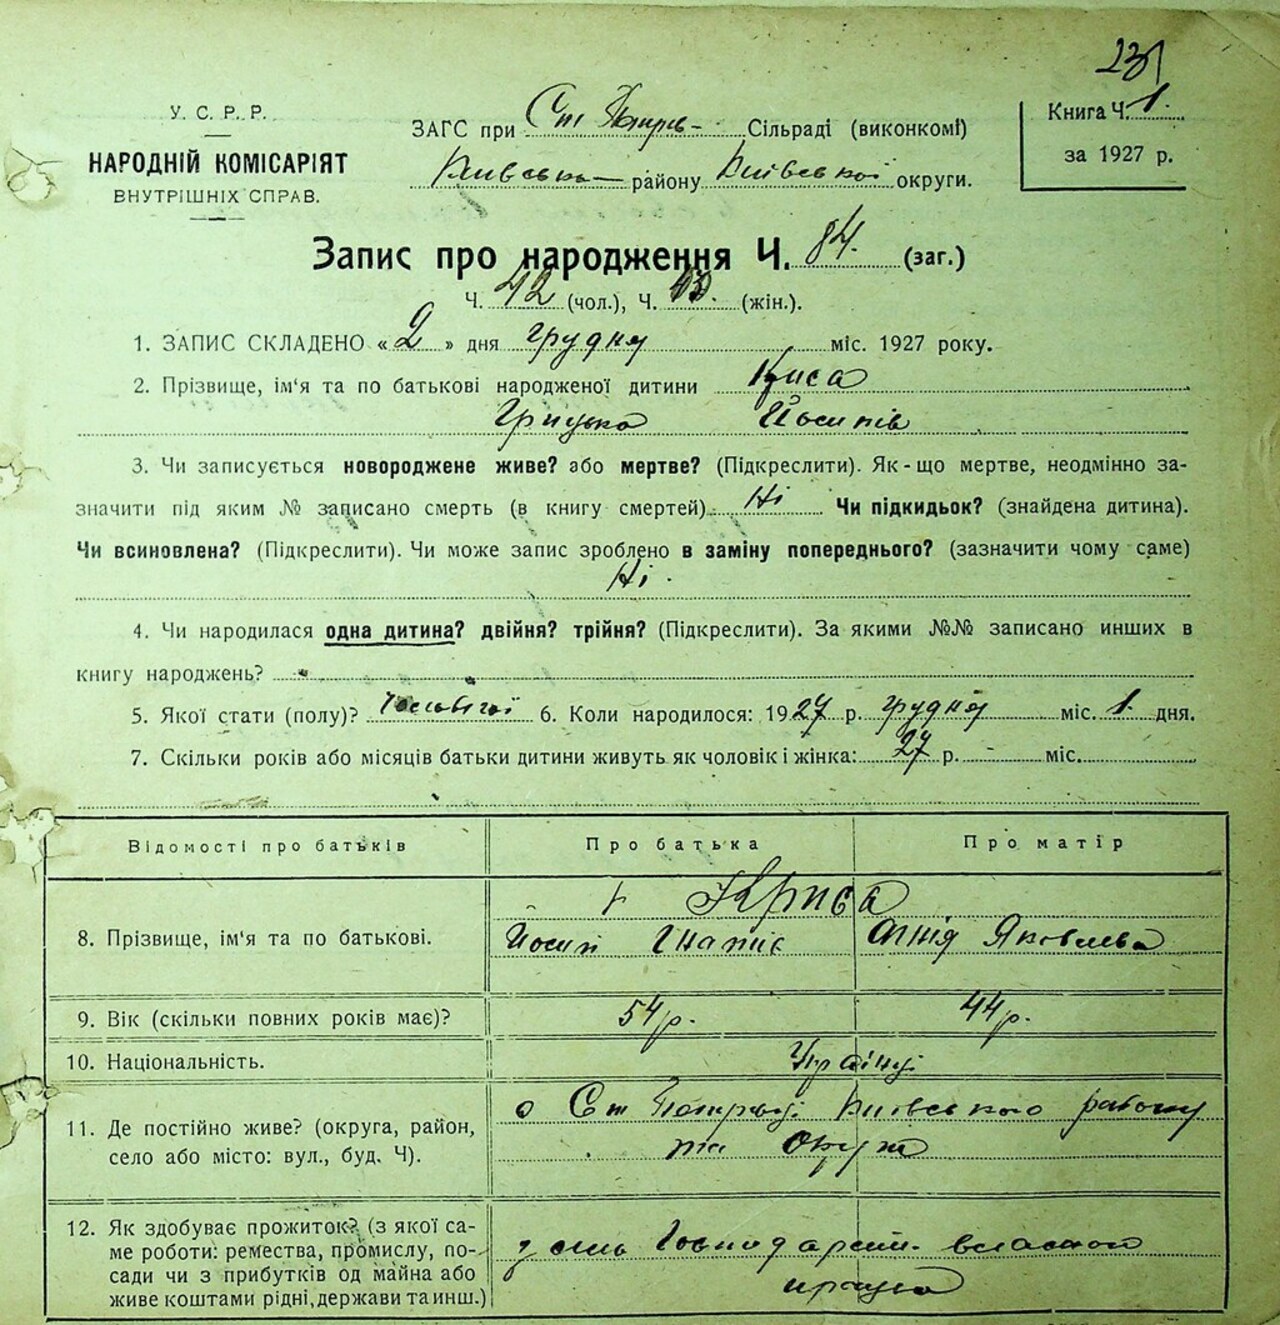 231
У. С. Р. Р.
НАРОДНІЙ КОМІСАРІЯТ
ВНУТРІШНІХ СПРАВ.
ЗАГС при Ст Петрів- Сільраді (виконкомі)
Київсько- району Київської округи.
Книга Ч. 1.
за 1927 р.
Запис про народження Ч. 84. (заг.)
Ч. 42 (чол.), Ч. (жін.).
1. ЗАПИС СКЛАДЕНО « 2 » дня грудня міс. 1927 року.
2. Прізвище, ім'я та по батькові народженої дитини Криса
Грицько Йосипів
3. Чи записується новороджене живе? або мертве? (Підкреслити). Як-що мертве, неодмінно за-
значити під яким № записано смерть (в книгу смертей) Ні Чи підкидьок? (знайдена дитина).
Чи всиновлена? (Підкреслити). Чи може запис зроблено в заміну попереднього? (зазначити чому саме)
Ні.
4. Чи народилася одна дитина? двійня? трійня? (Підкреслити). За якими №№ записано инших в
книгу народжень?
5. Якої стати (полу)? 6. Коли народилося: 1927 р. грудня міс. 1 дня.
7. Скільки років або місяців батьки дитини живуть як чоловік і жінка: 27 р. - міс.
Відомості про батьків Про батька Про матір
Криса
8. Прізвище, ім'я та по батькові. Йосип Гнатів Яковлева
9. Вік (скільки повних років має)? 54 р. 44 р.
10. Національність. Українці
11. Де постійно живе? (округа, район, село або місто: вул., буд. Ч). с Ст Петрівці Київського району
та округи
12. Як здобуває прожиток? (з якої са-
ме роботи: ремества, промислу, по-
сади чи з прибутків од майна або
живе коштами рідні, держави та инш.) з сіль Господарств. власною
працею